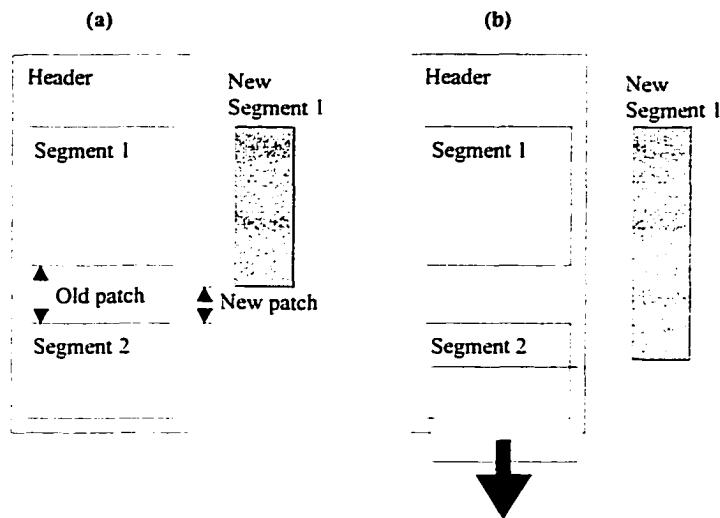 (a)
Header
New
Segment 1
Segment 1
Old patch
New patch
Segment 2
(b)
Header
New
Segment 1
Segment 1
Segment 2